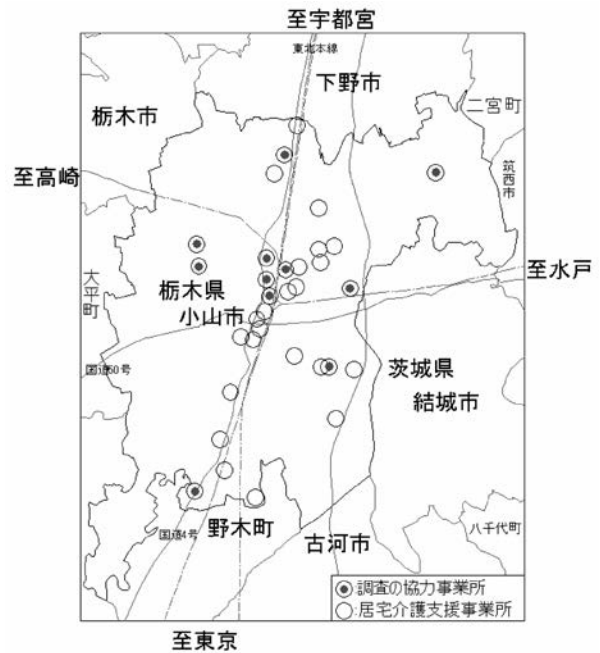 至宇都宮
東北本線
下野市
栃木市
二宮町
至高崎
筑西市
大平町
至水戸
栃木県
小山市
国道50号
茨城県
結城市
野木町
国道4号
古河市
八千代町
調査の協力事業所
居宅介護支援事業所
至東京